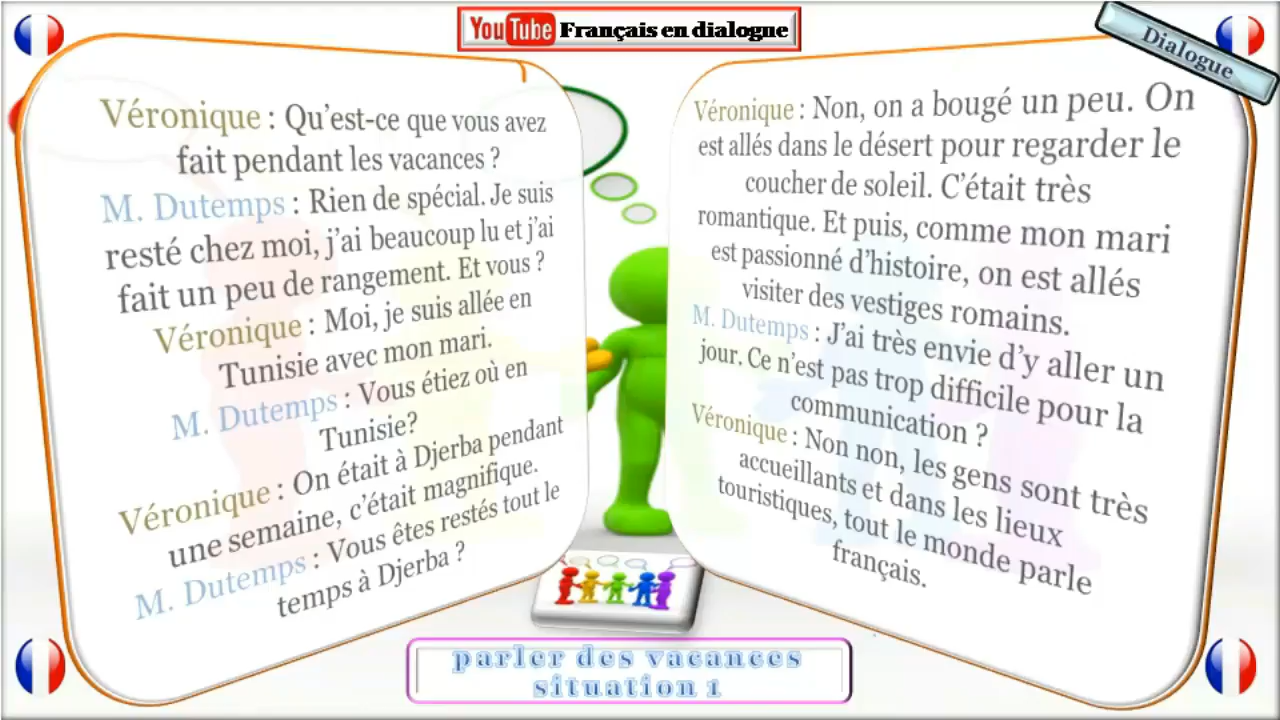 YouTube Français en dialogue
Dialogue
Véronique : Qu'est-ce que vous avez
fait pendant les vacances ?
M. Dutemps : Rien de spécial. Je suis
resté chez moi, j'ai beaucoup lu et j'ai
fait un peu de rangement. Et vous ?
Véronique : Moi, je suis allée en
Tunisie avec mon mari.
M. Dutemps : Vous étiez où en
Tunisie?
Véronique : On était à Djerba pendant
une semaine, c'était magnifique.
M. Dutemps : Vous êtes restés tout le
temps à Djerba ?
Véronique : Non, on a bougé un peu. On
est allés dans le désert pour regarder le
coucher de soleil. C'était très
romantique. Et puis, comme mon mari
est passionné d'histoire, on est allés
visiter des vestiges romains.
M. Dutemps : J'ai très envie d'y aller un
jour. Ce n'est pas trop difficile pour la
communication ?
Véronique : Non non, les gens sont très
accueillants et dans les lieux
touristiques, tout le monde parle
français.
parler des vacances
situation 1